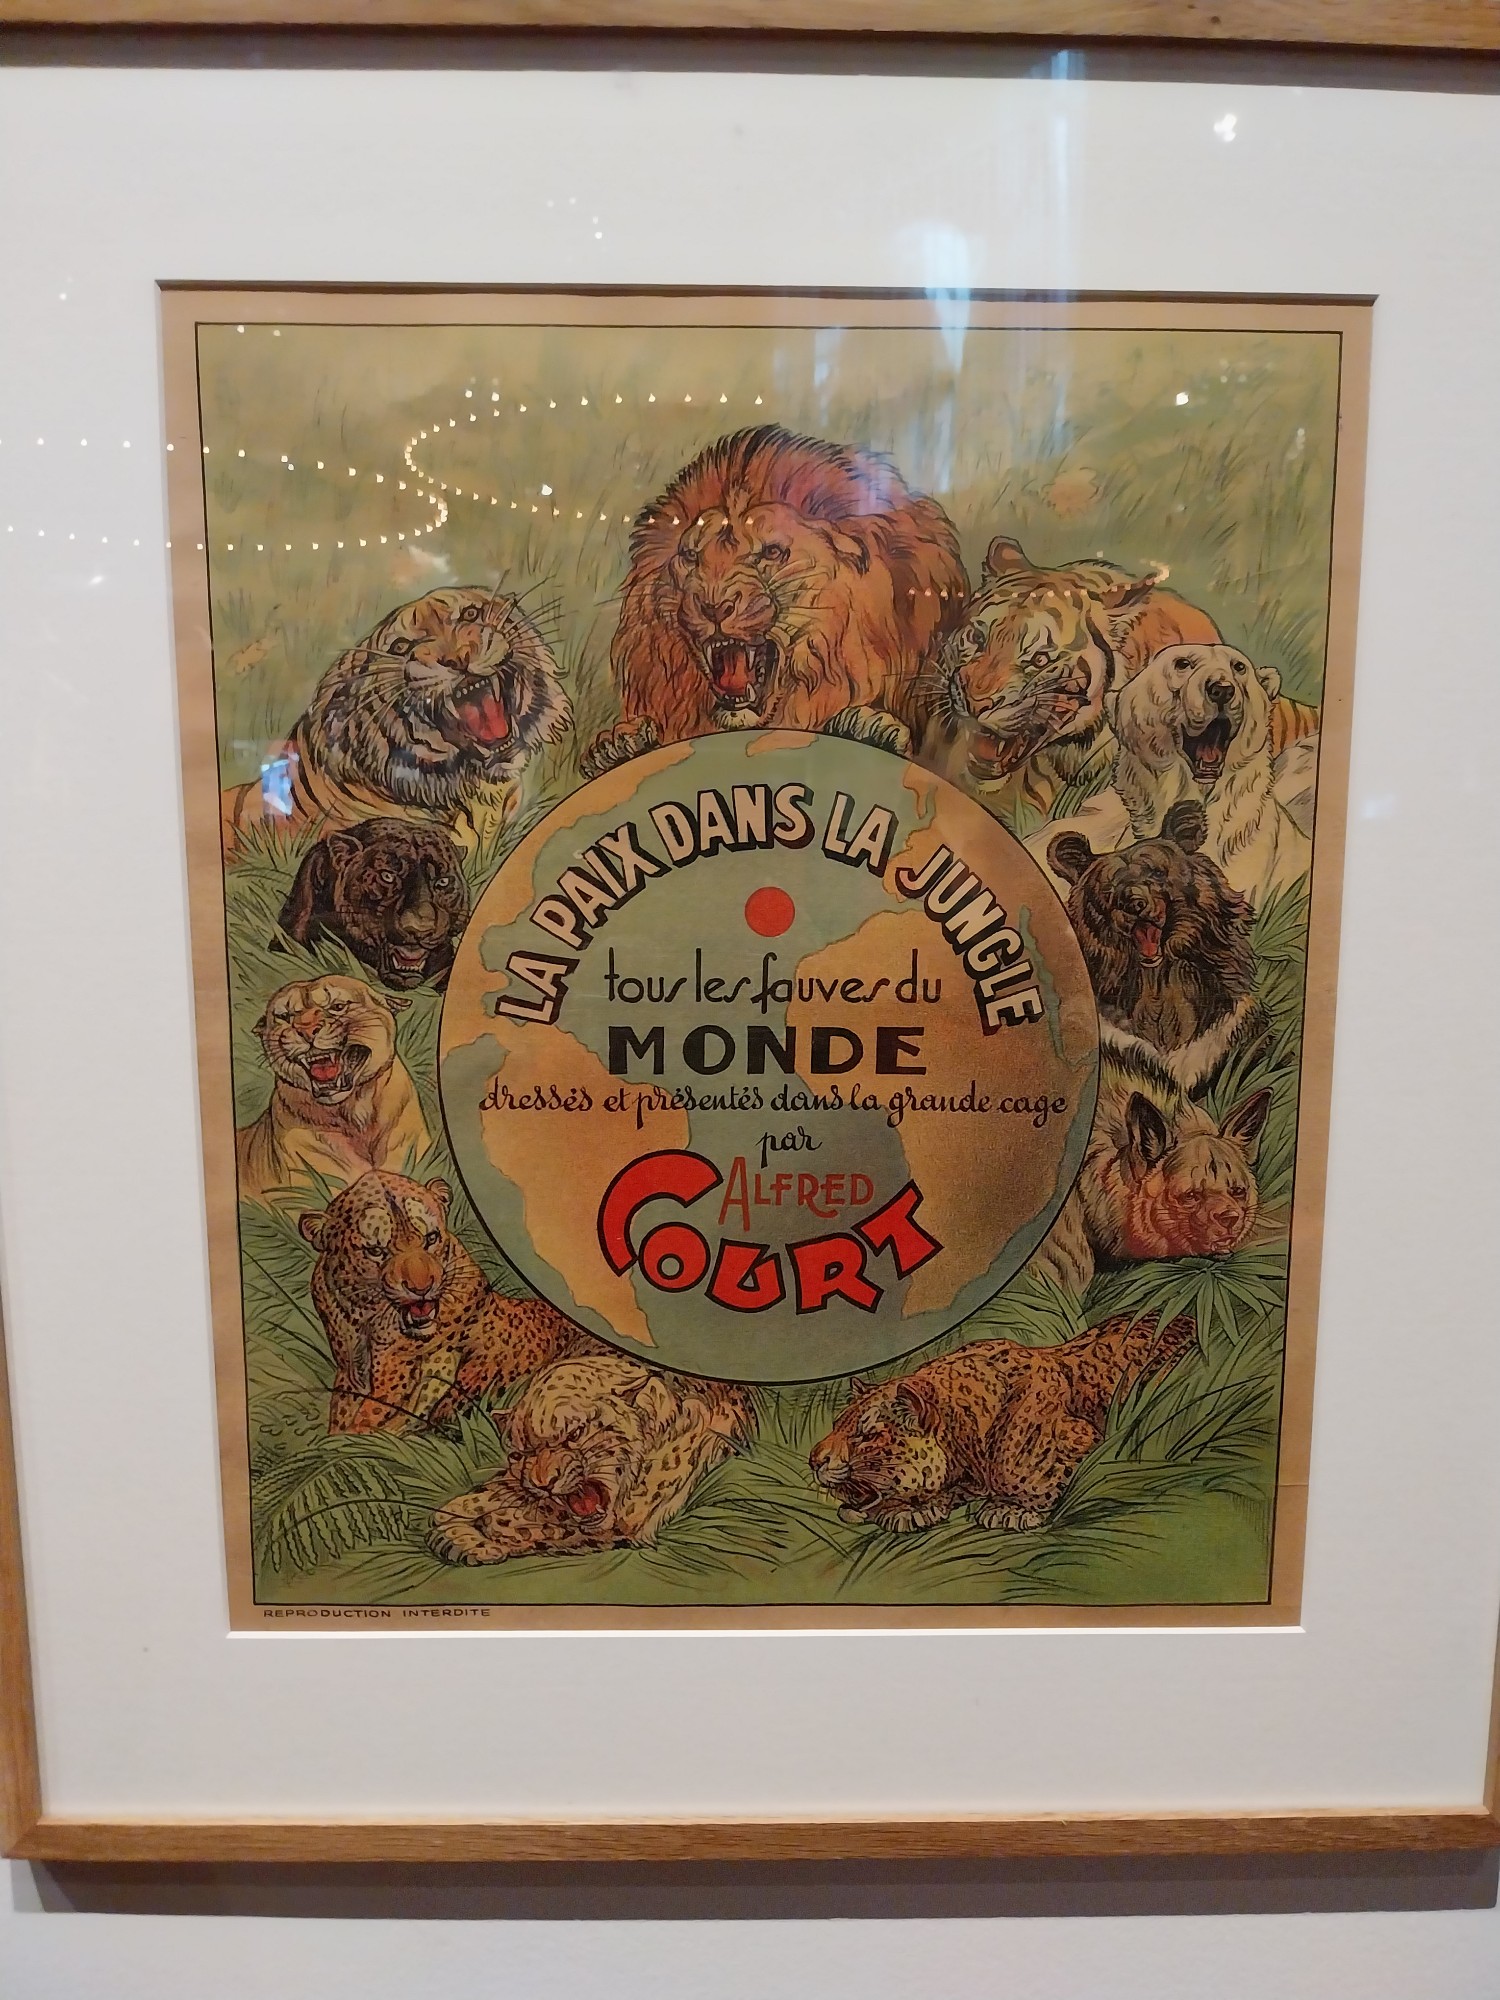 LA PAIX DANS LA JUNGLE
tous les fauves du
MONDE
dressés et présentés dans la grande cage
par
ALFRED
COURT
REPRODUCTION INTERDITE